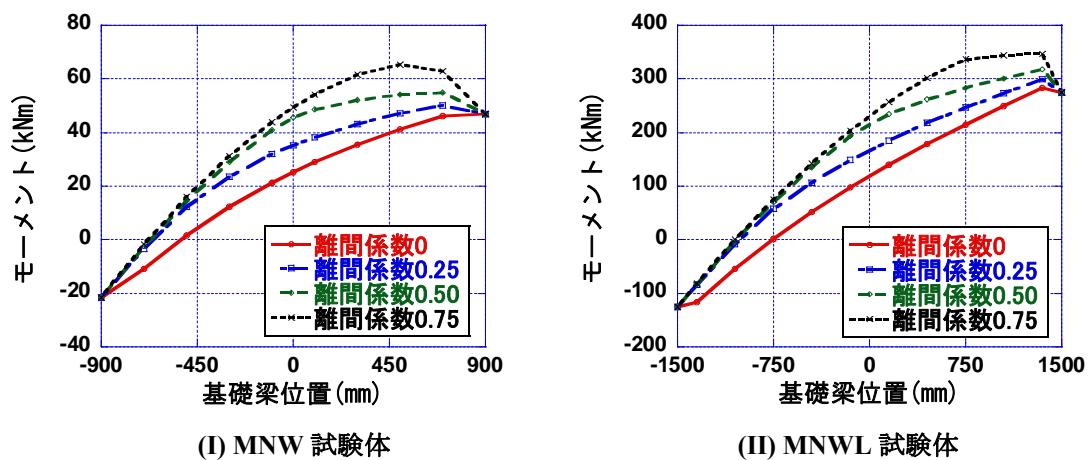 80
60
40
20
0
-20
-40
モーメント(kNm)
離間係数0
離間係数0.25
離間係数0.50
離間係数0.75
-900
-450
0
450
900
基礎梁位置(㎜)
(I) MNW 試験体
400
300
200
100
0
-100
-200
モーメント(kNm)
離間係数0
離間係数0.25
離間係数0.50
離間係数0.75
-1500
-750
0
750
1500
基礎梁位置(㎜)
(II) MNWL 試験体